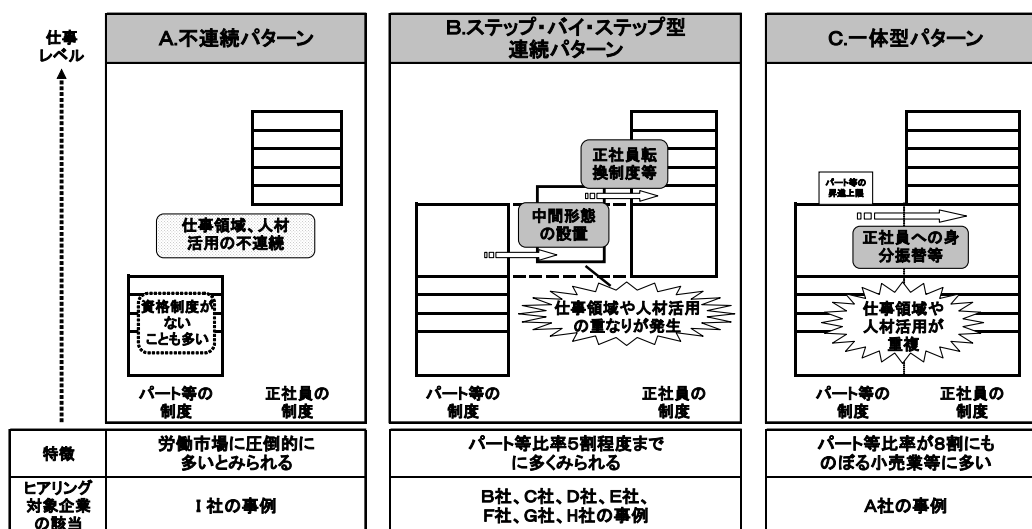 仕事
レベル
A.不連続パターン
仕事領域、人材
活用の不連続
資格制度が
ない
ことも多い
パート等の
制度
正社員の
制度
B.ステップ・バイ・ステップ型
連続パターン
正社員転
換制度等
中間形態
の設置
仕事領域や人材活用
の重なりが発生
パート等の
制度
正社員の
制度
C.一体型パターン
パート等の
昇進上限
正社員への身
分振替等
仕事領域や
人材活用が
重複
パート等の
制度
正社員の
制度
特徴
労働市場に圧倒的に
多いとみられる
パート等比率5割程度まで
に多くみられる
パート等比率が8割にも
のぼる小売業等に多い
ヒアリング
対象企業
の該当
I 社の事例
B社、C社、D社、E社、
F社、G社、H社の事例
A社の事例